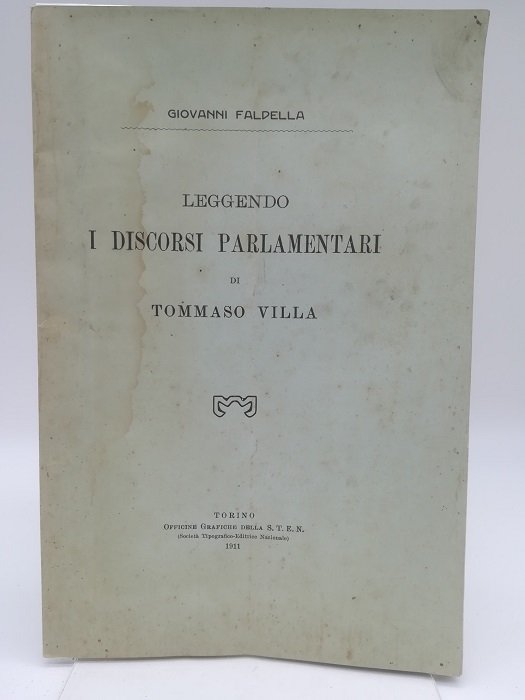 GIOVANNI FALDELLA
LEGGENDO
I DISCORSI PARLAMENTARI
DI
TOMMASO VILLA
TORINO
OFFICINE GRAFICHE DELLA S. T. E. N.
(Società Tipografico-Editrice Nazionale)
1911